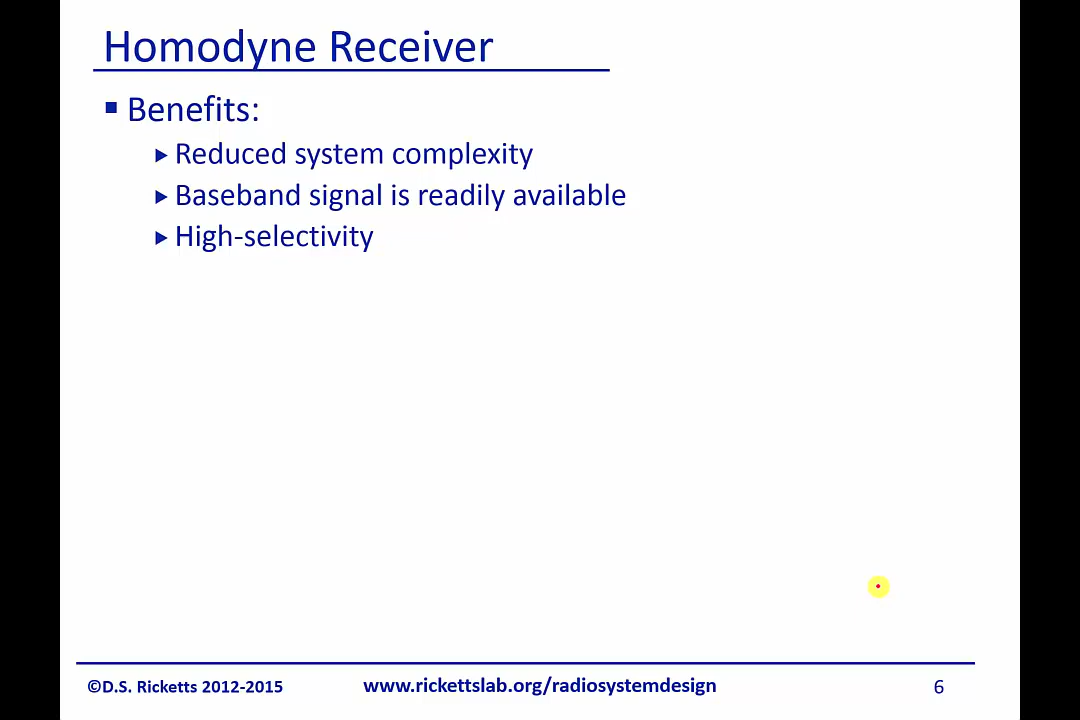 Homodyne Receiver
Benefits:
Reduced system complexity
Baseband signal is readily available
High-selectivity
©D.S. Ricketts 2012-2015
www.rickettslab.org/radiosystemdesign
6